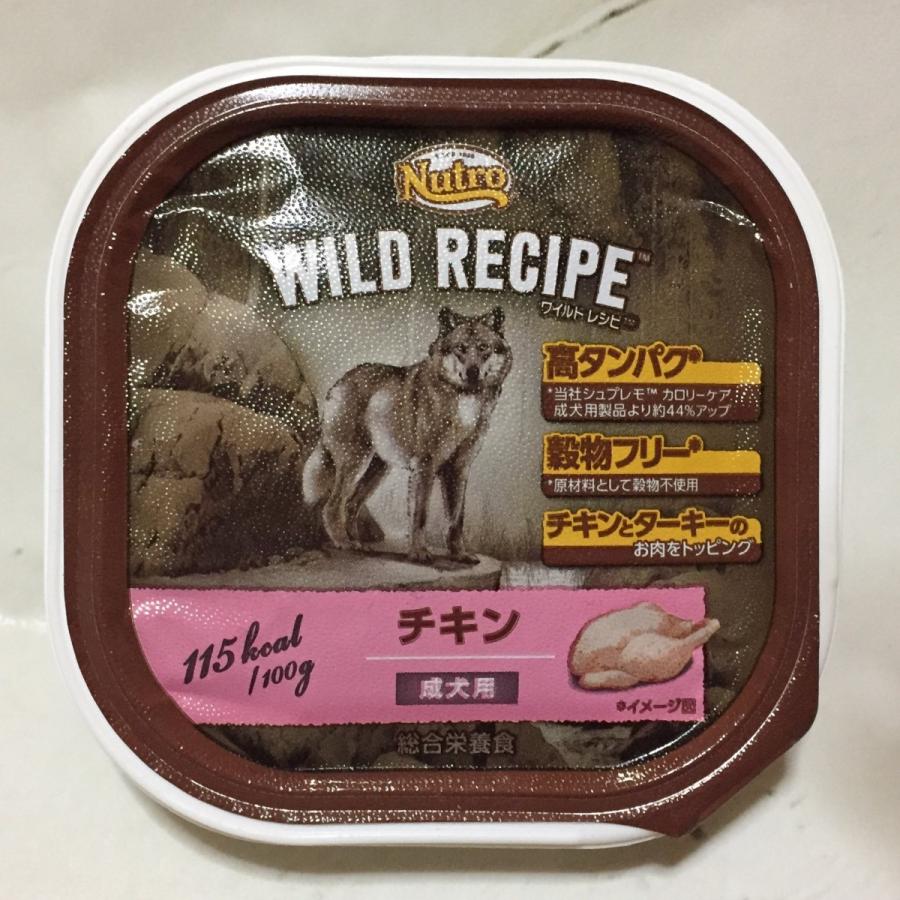 Nutro
WILD RECIPE™
ワイルド レシピ™
高タンパク*
*当社シュプレモ™ カロリーケア
成犬用製品より約44%アップ
穀物フリー*
*原材料として穀物不使用
チキンとターキーの
お肉をトッピング
115 kcal
/100g
チキン
成犬用
*イメージ図
総合栄養食